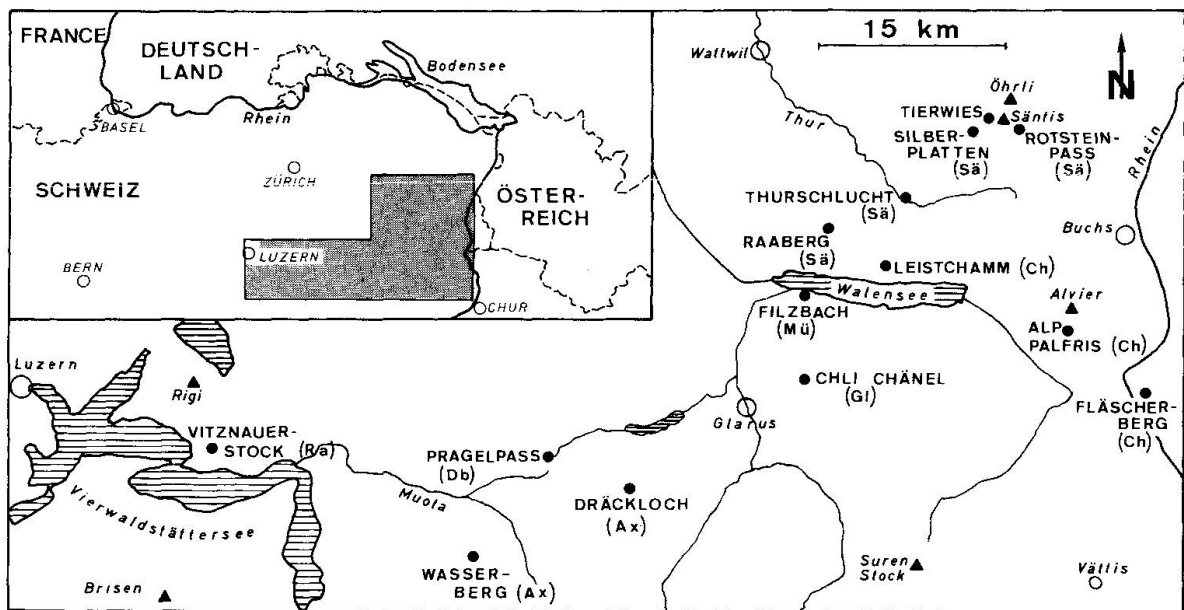 FRANCE
DEUTSCH-
LAND
Bodensee
BASEL
Rhein
ZÜRICH
SCHWEIZ
ÖSTER-
REICH
LUZERN
BERN
CHUR
15 km
N
Wattwil
Öhrli
TIERWIES
Säntis
SILBER-
PLATTEN
(Sä)
ROTSTEIN-
PASS
(Sä)
Thur
Rhein
THURSCHLUCHT
(Sä)
Buchs
RAABERG
(Sä)
LEISTCHAMM (Ch)
Walensee
Alvier
FILZBACH
(Mü)
ALP
PALFRIS (Ch)
Luzern
Rigi
CHLI CHÄNEL
(Gl)
Glarus
FLÄSCHER-
BERG
(Ch)
VITZNAUER-
STOCK (Ra)
PRAGELPASS
(Db)
Muota
DRÄCKLOCH
(Ax)
Vierwaldstättersee
WASSER-
BERG (Ax)
Suren
Stock
Vättis
Brisen